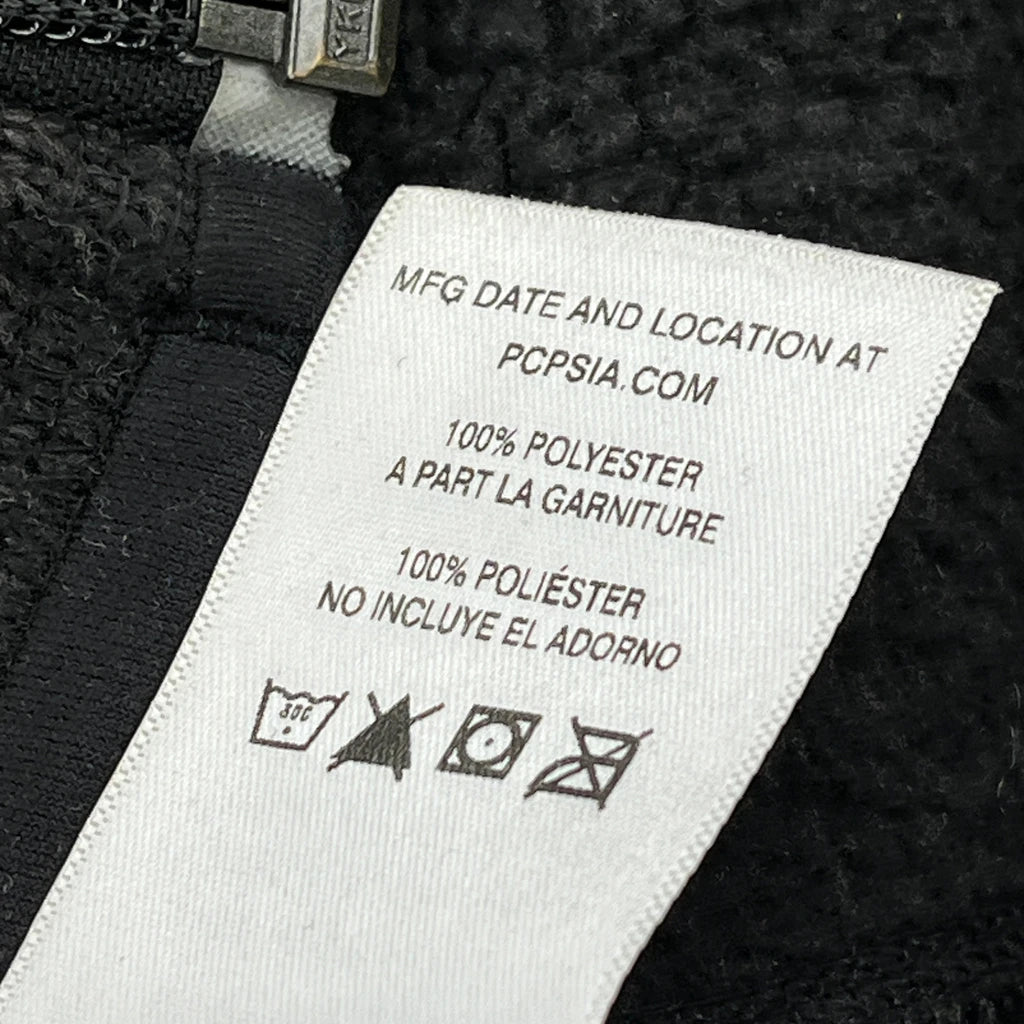 YK
MFG DATE AND LOCATION AT
PCPSIA.COM
100% POLYESTER
A PART LA GARNITURE
100% POLIÉSTER
NO INCLUYE EL ADORNO
30C